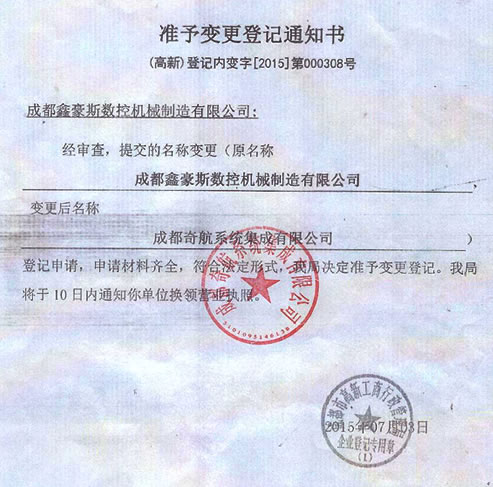 准予变更登记通知书
(高新)登记内变字[2015]第000308号
成都鑫豪斯数控机械制造有限公司:
经审查，提交的名称变更（原名称
成都鑫豪斯数控机械制造有限公司
变更后名称
成都奇航系统集成有限公司 ）
登记申请，申请材料齐全，符合法定形式，我局决定准予变更登记。我局
将于10日内通知你单位换领营业执照。
成都奇航系统集成有限公司
5101095146138
2015年07月03日
成都市高新工商行政管理局
企业登记专用章
(1)